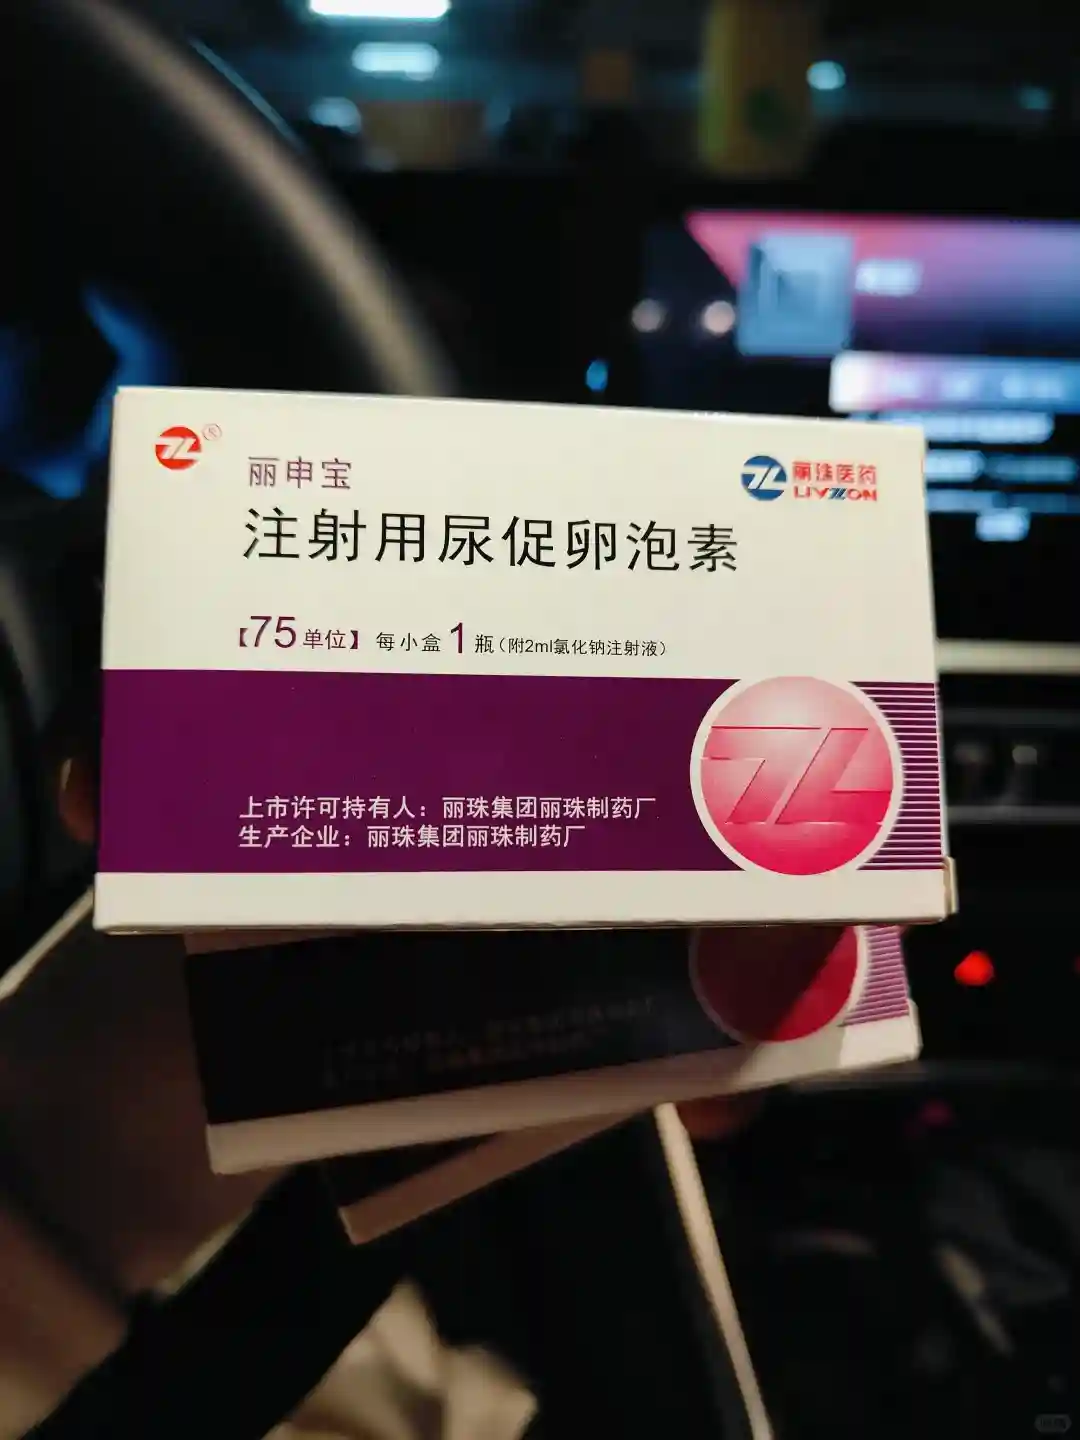 丽申宝
丽珠医药
LIVZON
注射用尿促卵泡素
【75单位】 每小盒1瓶（附2ml氯化钠注射液）
上市许可持有人：丽珠集团丽珠制药厂
生产企业：丽珠集团丽珠制药厂